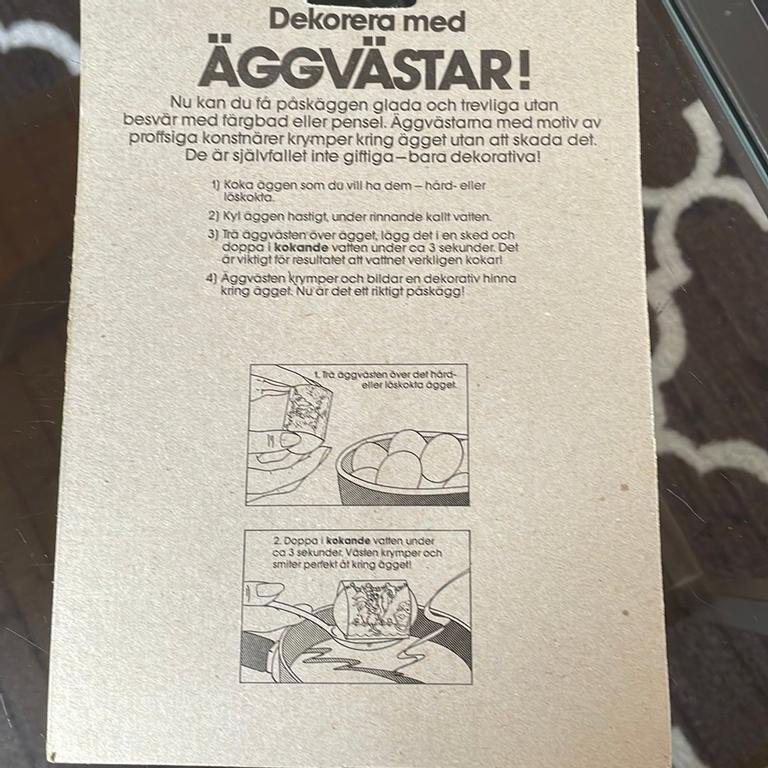 Dekorera med
ÄGGVÄSTAR!
Nu kan du få påskäggen glada och trevliga utan
besvär med färgbad eller pensel. Äggvästarna med motiv av
proffsiga konstnärer krymper kring ägget utan att skada det.
De är självfallet inte giftiga – bara dekorativa!
1) Koka äggen som du vill ha dem – hård- eller
löskokta.
2) Kyl äggen hastigt, under rinnande kallt vatten.
3) Trä äggvästen över ägget, lägg det i en sked och
doppa i kokande vatten under ca 3 sekunder. Det
är viktigt för resultatet att vattnet verkligen kokar!
4) Äggvästen krymper och bildar en dekorativ hinna
kring ägget. Nu är det ett riktigt påskägg!
1. Trä äggvästen över det hård-
eller löskokta ägget.
2. Doppa i kokande vatten under
ca 3 sekunder. Västen krymper och
smiter perfekt åt kring ägget!